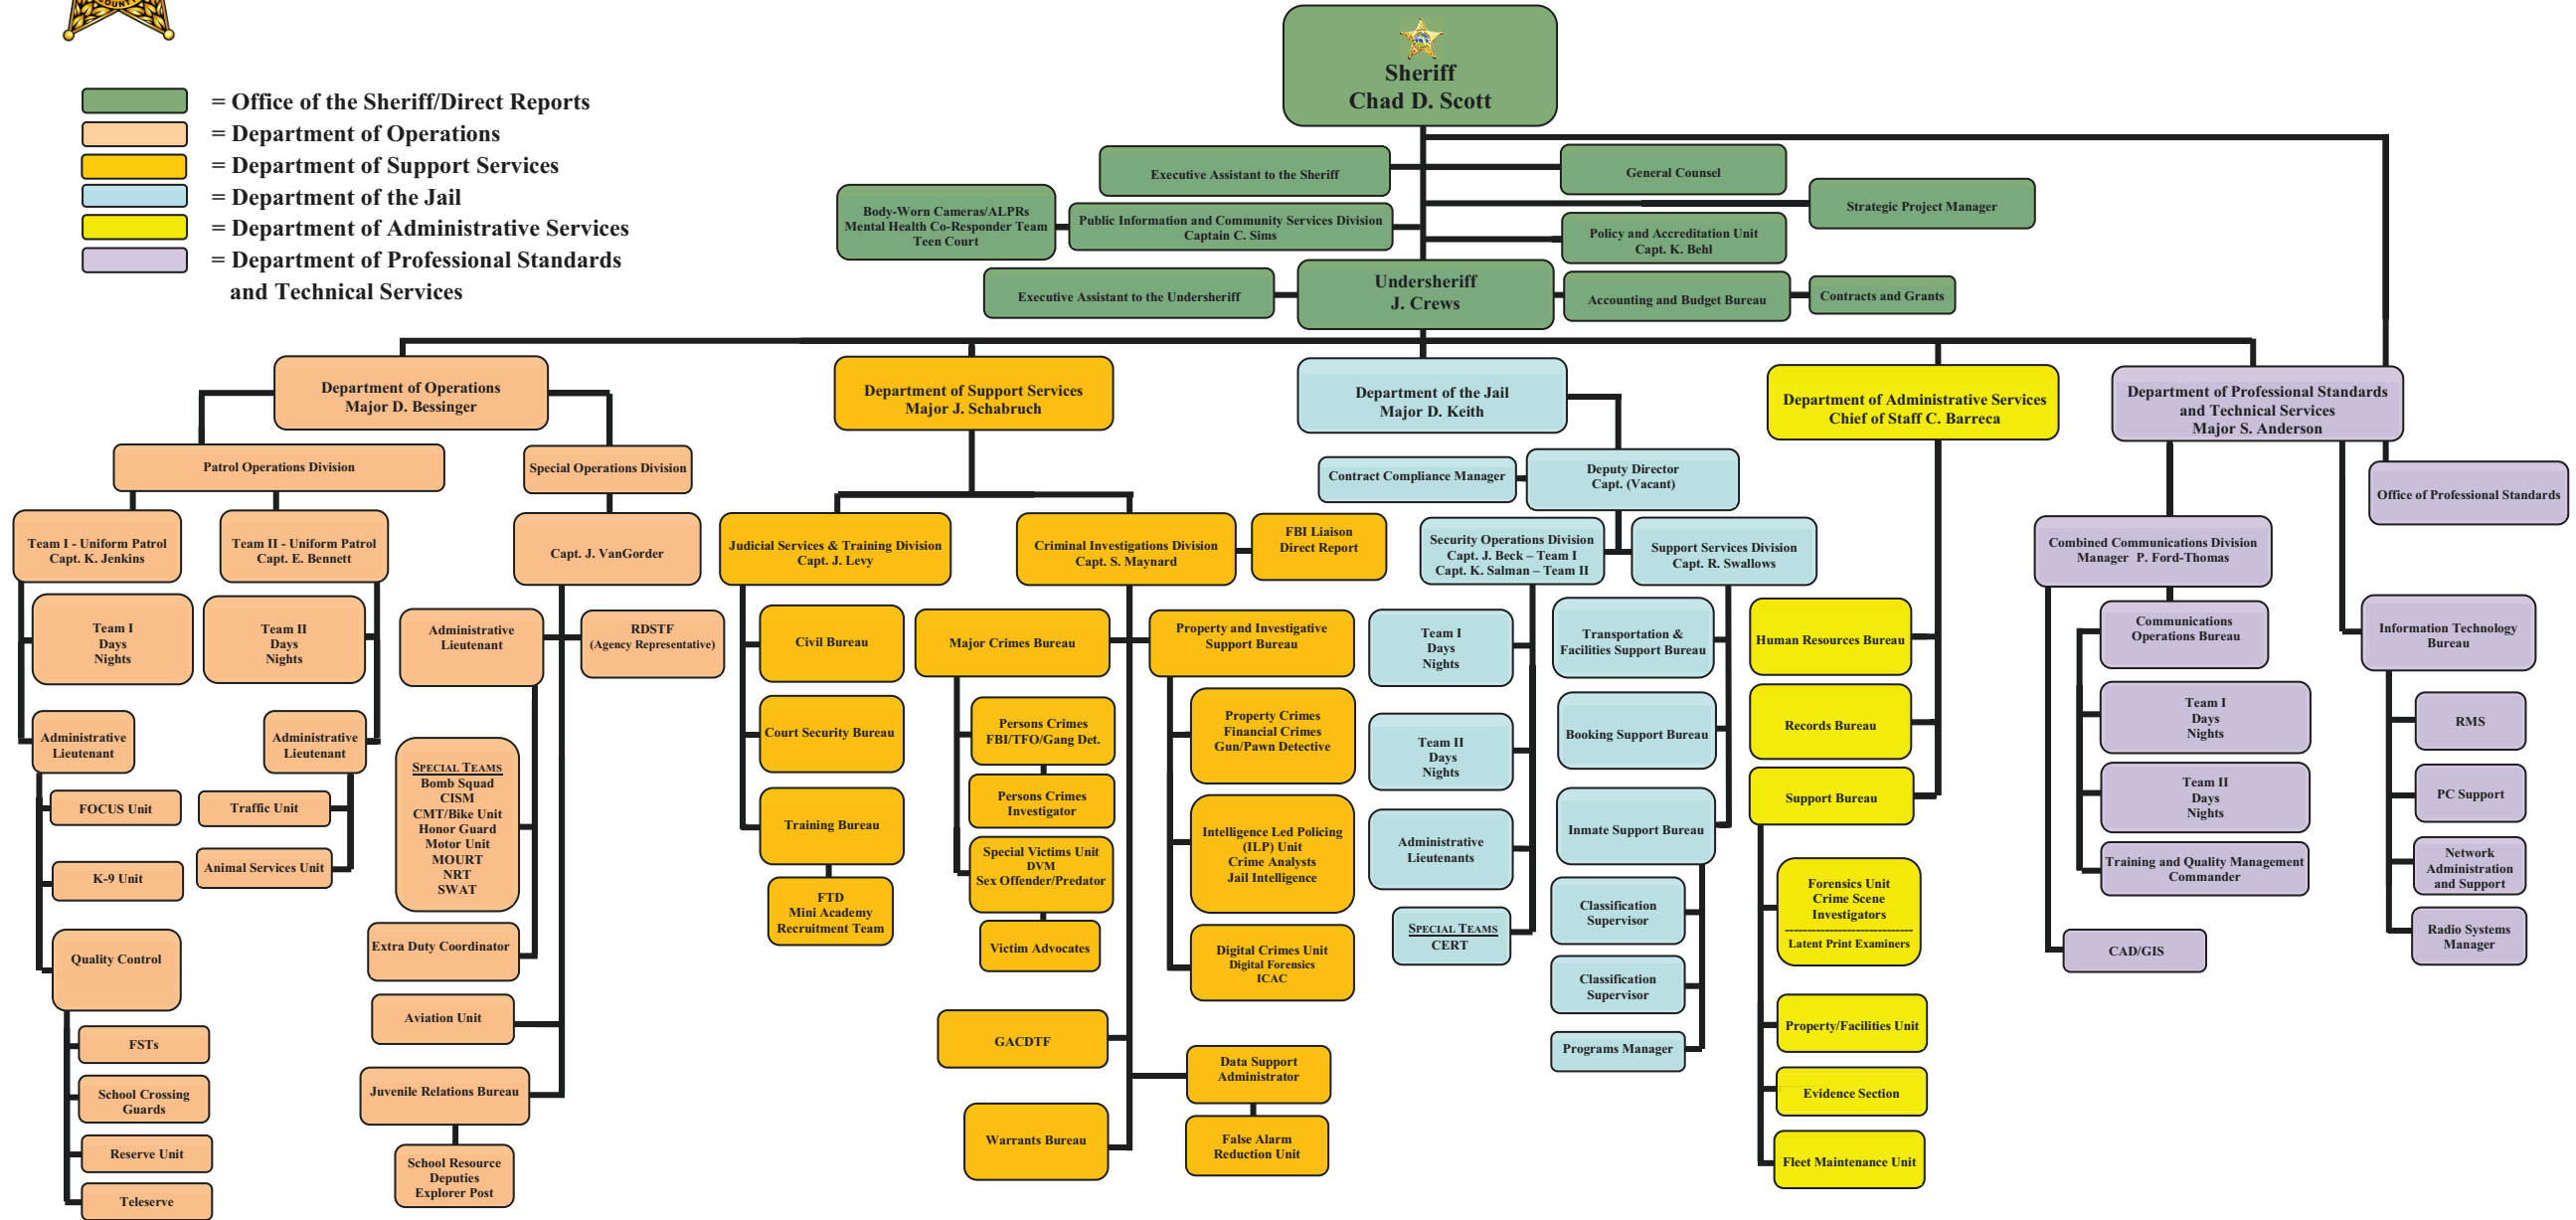 COUNTY
= Office of the Sheriff/Direct Reports
= Department of Operations
= Department of Support Services
= Department of the Jail
= Department of Administrative Services
= Department of Professional Standards
and Technical Services
Sheriff
Chad D. Scott
Executive Assistant to the Sheriff
General Counsel
Body-Worn Cameras/ALPRs
Mental Health Co-Responder Team
Teen Court
Public Information and Community Services Division
Captain C. Sims
Strategic Project Manager
Policy and Accreditation Unit
Capt. K. Behl
Executive Assistant to the Undersheriff
Undersheriff
J. Crews
Accounting and Budget Bureau
Contracts and Grants
Department of Operations
Major D. Bessinger
Patrol Operations Division
Special Operations Division
Team I - Uniform Patrol
Capt. K. Jenkins
Team II - Uniform Patrol
Capt. E. Bennett
Capt. J. VanGorder
Team I
Days
Nights
Team II
Days
Nights
Administrative
Lieutenant
RDSTF
(Agency Representative)
Administrative
Lieutenant
Administrative
Lieutenant
FOCUS Unit
K-9 Unit
Quality Control
FSTs
School Crossing
Guards
Reserve Unit
Teleserve
Traffic Unit
Animal Services Unit
SPECIAL TEAMS
Bomb Squad
CISM
CMT/Bike Unit
Honor Guard
Motor Unit
MOURT
NRT
SWAT
Extra Duty Coordinator
Aviation Unit
Juvenile Relations Bureau
School Resource
Deputies
Explorer Post
Department of Support Services
Major J. Schabruch
Judicial Services & Training Division
Capt. J. Levy
Criminal Investigations Division
Capt. S. Maynard
FBI Liaison
Direct Report
Civil Bureau
Court Security Bureau
Training Bureau
FTD
Mini Academy
Recruitment Team
Major Crimes Bureau
Property and Investigative
Support Bureau
Persons Crimes
FBI/TFO/Gang Det.
Persons Crimes
Investigator
Special Victims Unit
DVM
Sex Offender/Predator
Victim Advocates
Property Crimes
Financial Crimes
Gun/Pawn Detective
Intelligence Led Policing
(ILP) Unit
Crime Analysts
Jail Intelligence
Digital Crimes Unit
Digital Forensics
ICAC
GACDTF
Data Support
Administrator
Warrants Bureau
False Alarm
Reduction Unit
Department of the Jail
Major D. Keith
Contract Compliance Manager
Deputy Director
Capt. (Vacant)
Security Operations Division
Capt. J. Beck – Team I
Capt. K. Salman – Team II
Support Services Division
Capt. R. Swallows
Team I
Days
Nights
Team II
Days
Nights
Administrative
Lieutenants
SPECIAL TEAMS
CERT
Transportation &
Facilities Support Bureau
Booking Support Bureau
Inmate Support Bureau
Classification
Supervisor
Classification
Supervisor
Programs Manager
Department of Administrative Services
Chief of Staff C. Barreca
Human Resources Bureau
Records Bureau
Support Bureau
Forensics Unit
Crime Scene
Investigators
Latent Print Examiners
Property/Facilities Unit
Evidence Section
Fleet Maintenance Unit
Department of Professional Standards
and Technical Services
Major S. Anderson
Office of Professional Standards
Combined Communications Division
Manager P. Ford-Thomas
Communications
Operations Bureau
Team I
Days
Nights
Team II
Days
Nights
Training and Quality Management
Commander
CAD/GIS
Information Technology
Bureau
RMS
PC Support
Network
Administration
and Support
Radio Systems
Manager